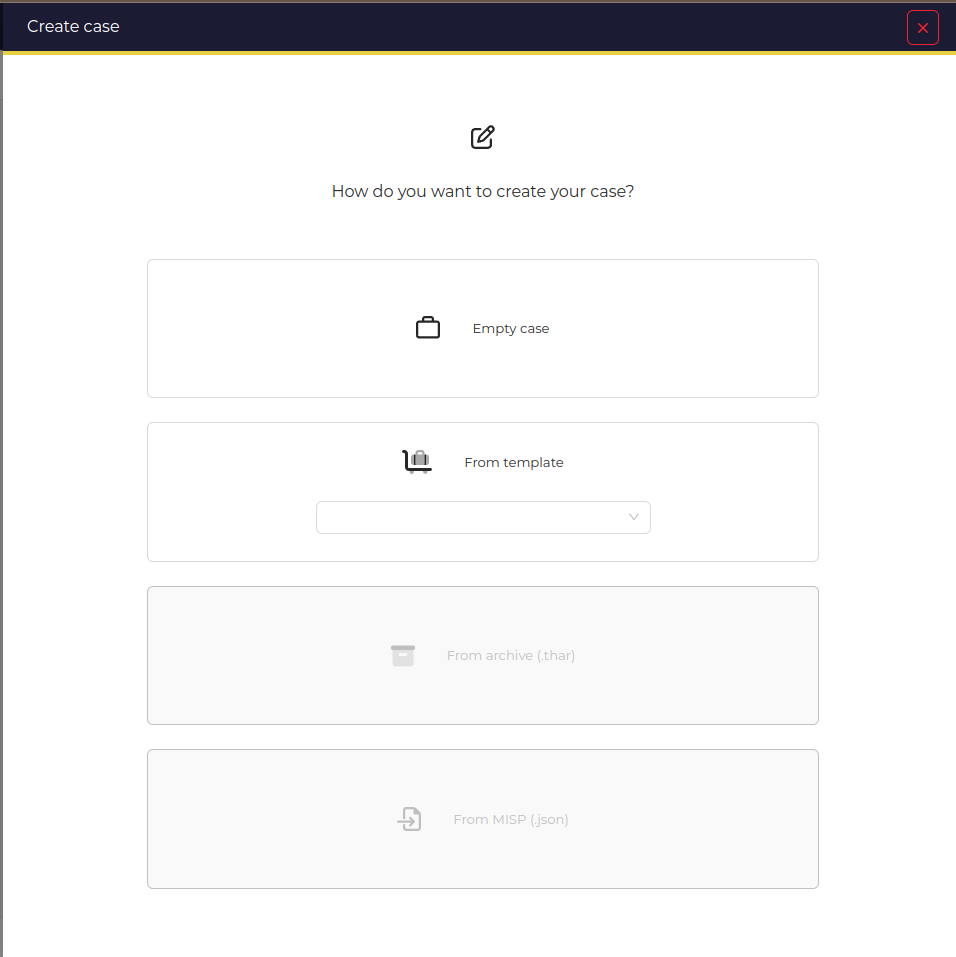 Create case
How do you want to create your case?
Empty case
From template
From archive (.thar)
From MISP (.json)